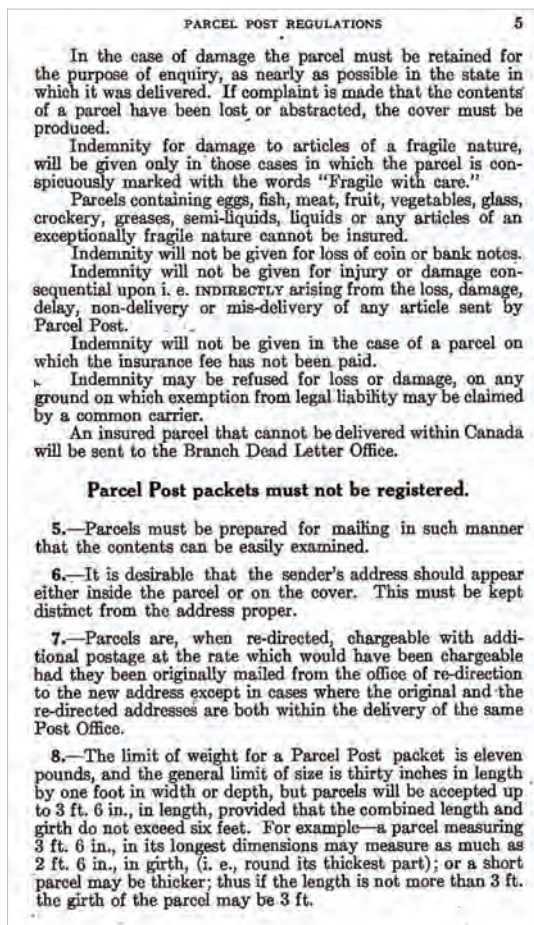 PARCEL POST REGULATIONS 5
In the case of damage the parcel must be retained for
the purpose of enquiry, as nearly as possible in the state in
which it was delivered. If complaint is made that the contents
of a parcel have been lost or abstracted, the cover must be
produced.
Indemnity for damage to articles of a fragile nature,
will be given only in those cases in which the parcel is con-
spicuously marked with the words "Fragile with care."
Parcels containing eggs, fish, meat, fruit, vegetables, glass,
crockery, greases, semi-liquids, liquids or any articles of an
exceptionally fragile nature cannot be insured.
Indemnity will not be given for loss of coin or bank notes.
Indemnity will not be given for injury or damage con-
sequential upon i. e. INDIRECTLY arising from the loss, damage,
delay, non-delivery or mis-delivery of any article sent by
Parcel Post.
Indemnity will not be given in the case of a parcel on
which the insurance fee has not been paid.
Indemnity may be refused for loss or damage, on any
ground on which exemption from legal liability may be claimed
by a common carrier.
An insured parcel that cannot be delivered within Canada
will be sent to the Branch Dead Letter Office.
Parcel Post packets must not be registered.
5.—Parcels must be prepared for mailing in such manner
that the contents can be easily examined.
6.—It is desirable that the sender's address should appear
either inside the parcel or on the cover. This must be kept
distinct from the address proper.
7.—Parcels are, when re-directed, chargeable with addi-
tional postage at the rate which would have been chargeable
had they been originally mailed from the office of re-direction
to the new address except in cases where the original and the
re-directed addresses are both within the delivery of the same
Post Office.
8.—The limit of weight for a Parcel Post packet is eleven
pounds, and the general limit of size is thirty inches in length
by one foot in width or depth, but parcels will be accepted up
to 3 ft. 6 in., in length, provided that the combined length and
girth do not exceed six feet. For example—a parcel measuring
3 ft. 6 in., in its longest dimensions may measure as much as
2 ft. 6 in., in girth, (i. e., round its thickest part); or a short
parcel may be thicker; thus if the length is not more than 3 ft.
the girth of the parcel may be 3 ft.